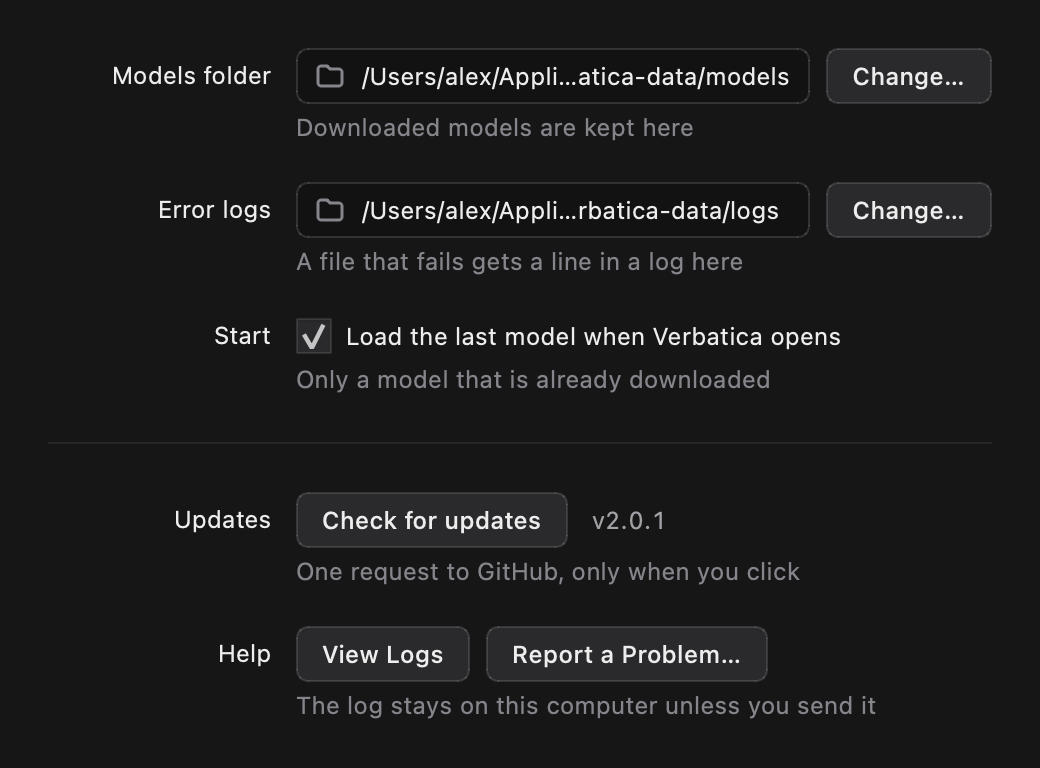 Models folder /Users/alex/Appli...atica-data/models Change...
Downloaded models are kept here
Error logs /Users/alex/Appli...rbatica-data/logs Change...
A file that fails gets a line in a log here
Start Load the last model when Verbatica opens
Only a model that is already downloaded
Updates Check for updates v2.0.1
One request to GitHub, only when you click
Help View Logs Report a Problem...
The log stays on this computer unless you send it